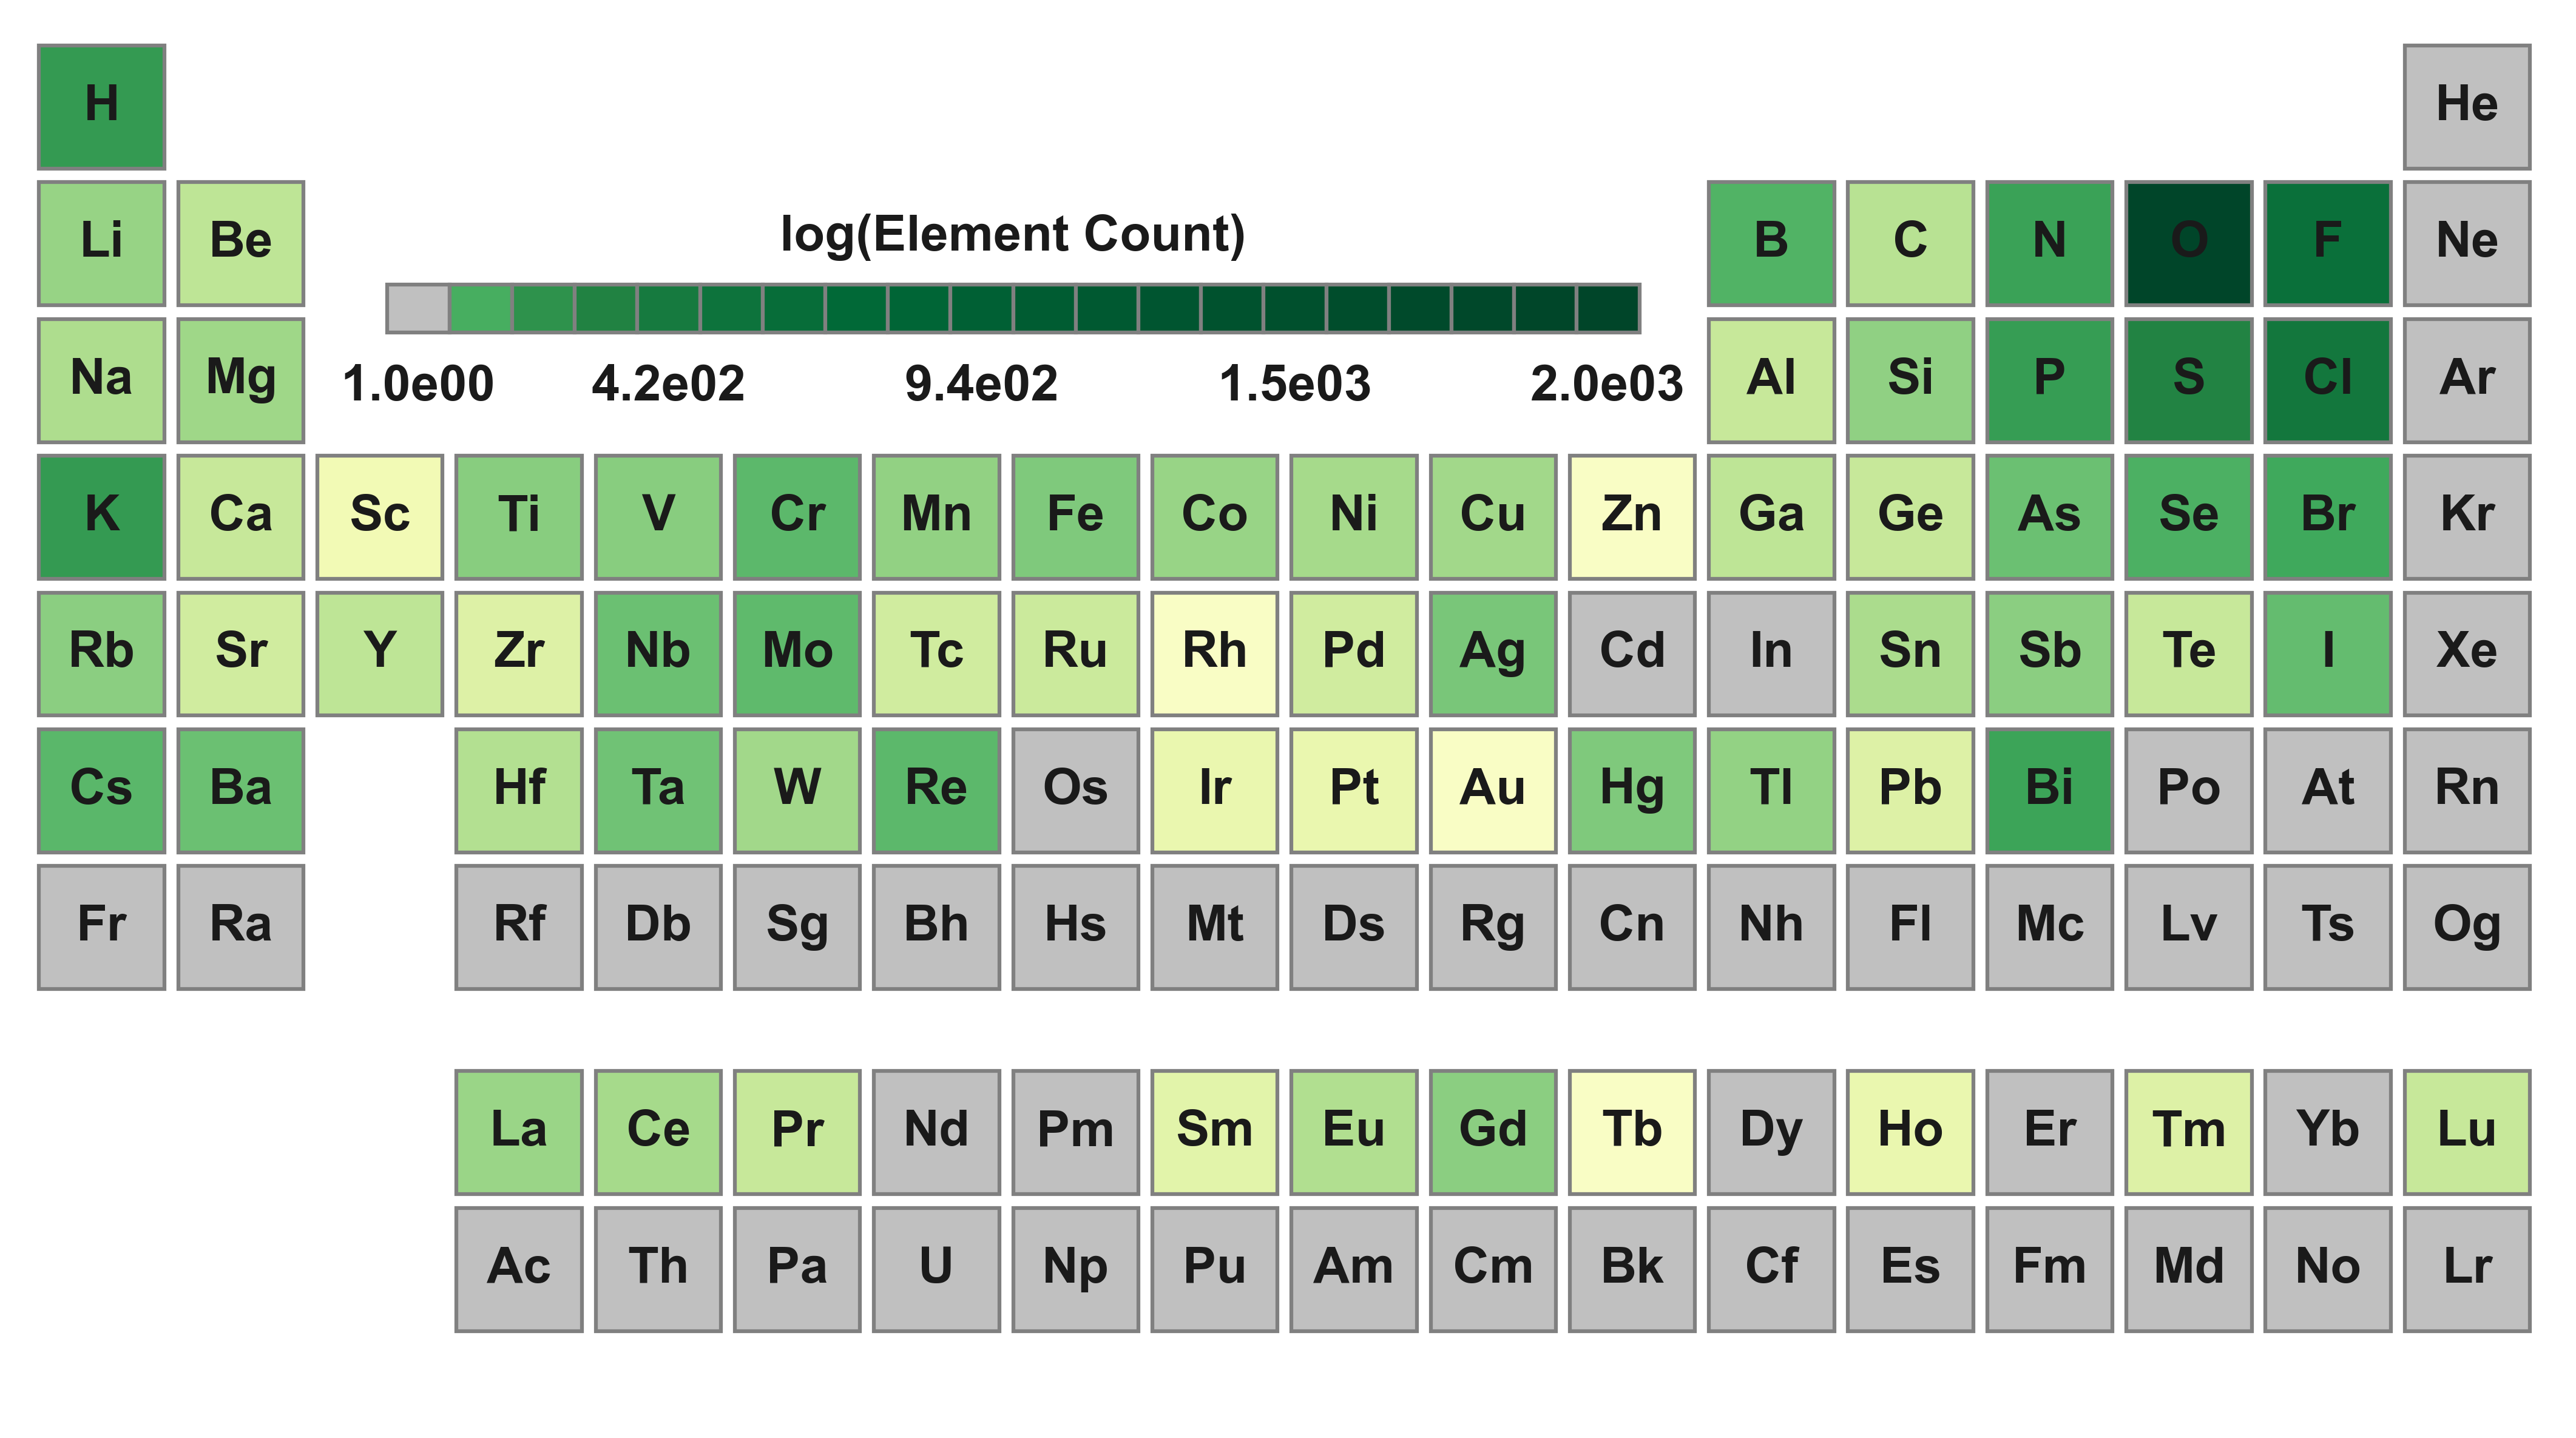 H He
Li Be B C N O F Ne
log(Element Count)
Na Mg Al Si P S Cl Ar
1.0e00 4.2e02 9.4e02 1.5e03 2.0e03
K Ca Sc Ti V Cr Mn Fe Co Ni Cu Zn Ga Ge As Se Br Kr
Rb Sr Y Zr Nb Mo Tc Ru Rh Pd Ag Cd In Sn Sb Te I Xe
Cs Ba Hf Ta W Re Os Ir Pt Au Hg Tl Pb Bi Po At Rn
Fr Ra Rf Db Sg Bh Hs Mt Ds Rg Cn Nh Fl Mc Lv Ts Og
La Ce Pr Nd Pm Sm Eu Gd Tb Dy Ho Er Tm Yb Lu
Ac Th Pa U Np Pu Am Cm Bk Cf Es Fm Md No Lr